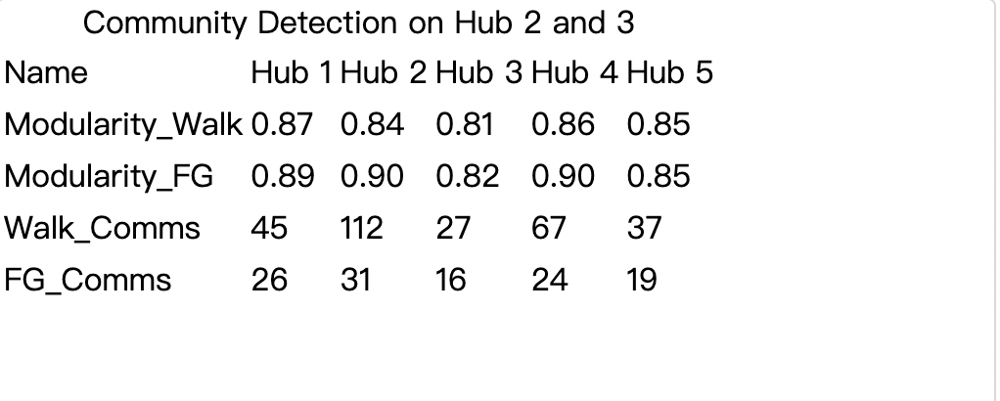 Community Detection on Hub 2 and 3
Name Hub 1 Hub 2 Hub 3 Hub 4 Hub 5
Modularity_Walk 0.87 0.84 0.81 0.86 0.85
Modularity_FG 0.89 0.90 0.82 0.90 0.85
Walk_Comms 45 112 27 67 37
FG_Comms 26 31 16 24 19